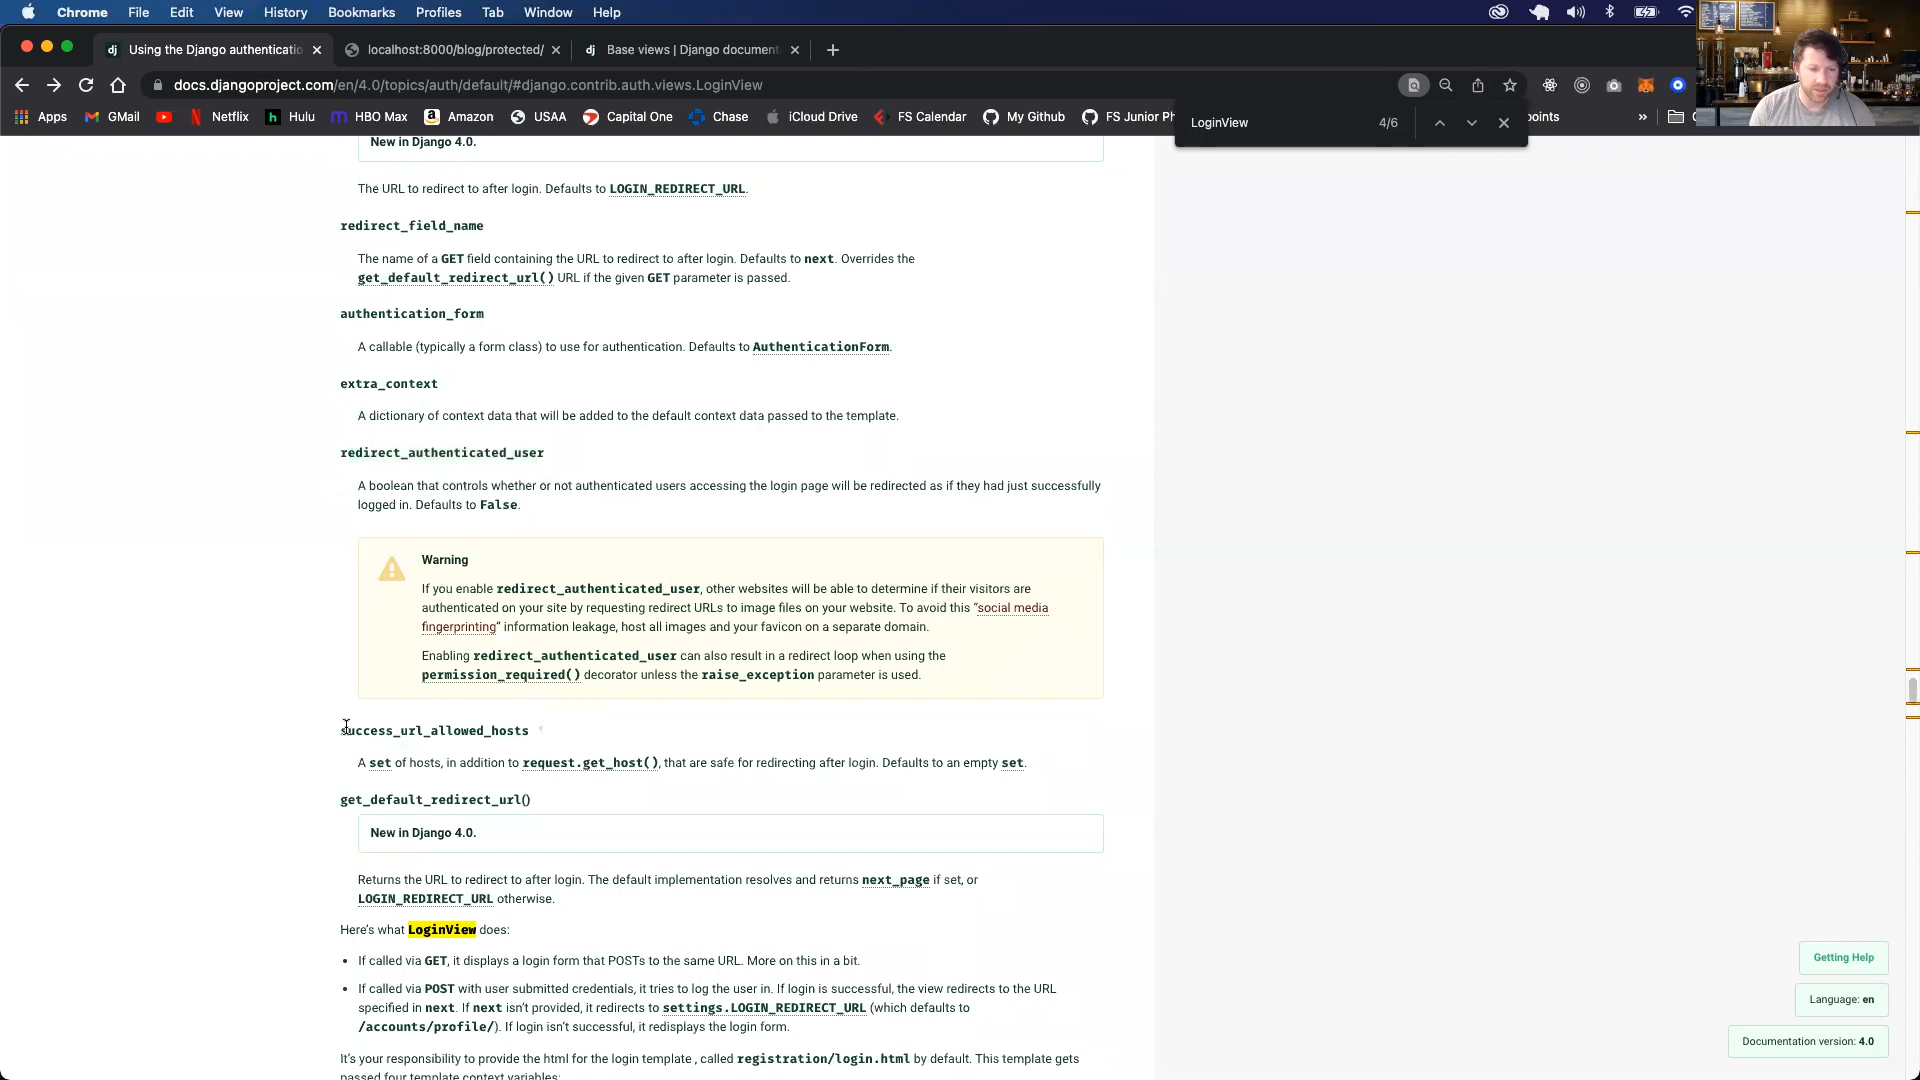 Chrome File Edit View History Bookmarks Profiles Tab Window Help
dj Using the Django authenticatio
localhost:8000/blog/protected/
dj Base views | Django document
docs.djangoproject.com/en/4.0/topics/auth/default/#django.contrib.auth.views.LoginView
Apps GMail Netflix Hulu HBO Max Amazon USAA Capital One Chase iCloud Drive FS Calendar My Github FS Junior Ph points »
LoginView 4/6
New in Django 4.0.
The URL to redirect to after login. Defaults to LOGIN_REDIRECT_URL.
redirect_field_name
The name of a GET field containing the URL to redirect to after login. Defaults to next. Overrides the
get_default_redirect_url() URL if the given GET parameter is passed.
authentication_form
A callable (typically a form class) to use for authentication. Defaults to AuthenticationForm.
extra_context
A dictionary of context data that will be added to the default context data passed to the template.
redirect_authenticated_user
A boolean that controls whether or not authenticated users accessing the login page will be redirected as if they had just successfully
logged in. Defaults to False.
Warning
If you enable redirect_authenticated_user, other websites will be able to determine if their visitors are
authenticated on your site by requesting redirect URLs to image files on your website. To avoid this “social media
fingerprinting” information leakage, host all images and your favicon on a separate domain.
Enabling redirect_authenticated_user can also result in a redirect loop when using the
permission_required() decorator unless the raise_exception parameter is used.
success_url_allowed_hosts ¶
A set of hosts, in addition to request.get_host(), that are safe for redirecting after login. Defaults to an empty set.
get_default_redirect_url()
New in Django 4.0.
Returns the URL to redirect to after login. The default implementation resolves and returns next_page if set, or
LOGIN_REDIRECT_URL otherwise.
Here’s what LoginView does:
• If called via GET, it displays a login form that POSTs to the same URL. More on this in a bit.
• If called via POST with user submitted credentials, it tries to log the user in. If login is successful, the view redirects to the URL
specified in next. If next isn’t provided, it redirects to settings.LOGIN_REDIRECT_URL (which defaults to
/accounts/profile/). If login isn’t successful, it redisplays the login form.
It’s your responsibility to provide the html for the login template , called registration/login.html by default. This template gets
passed four template context variables:
Getting Help
Language: en
Documentation version: 4.0